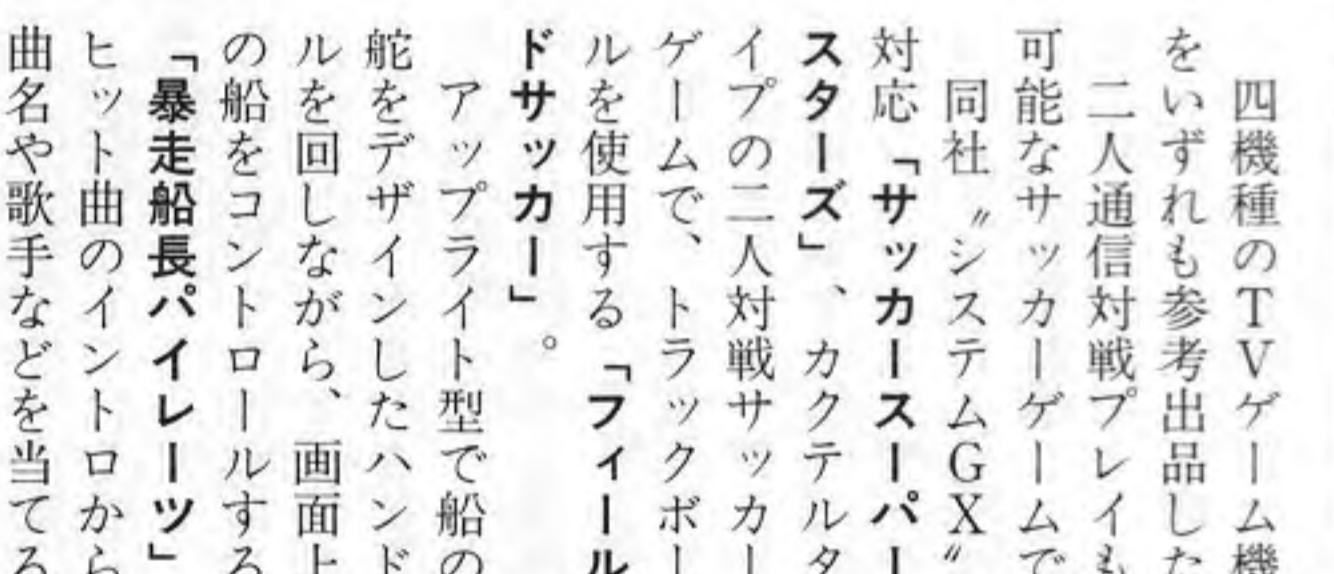 四機種のTVゲーム機
をいずれも参考出品した
二人通信対戦プレイも
可能なサッカーゲームで
同社〝システムGX〟
対応「サッカースーパー
スターズ」、カクテルタ
イプの二人対戦サッカー
ゲームで、トラックボー
ルを使用する「フィール
ドサッカー」。
アップライト型で船の
舵をデザインしたハンド
ルを回しながら、画面上
の船をコントロールする
「暴走船長パイレーツ」
ヒット曲のイントロから
曲名や歌手などを当てる